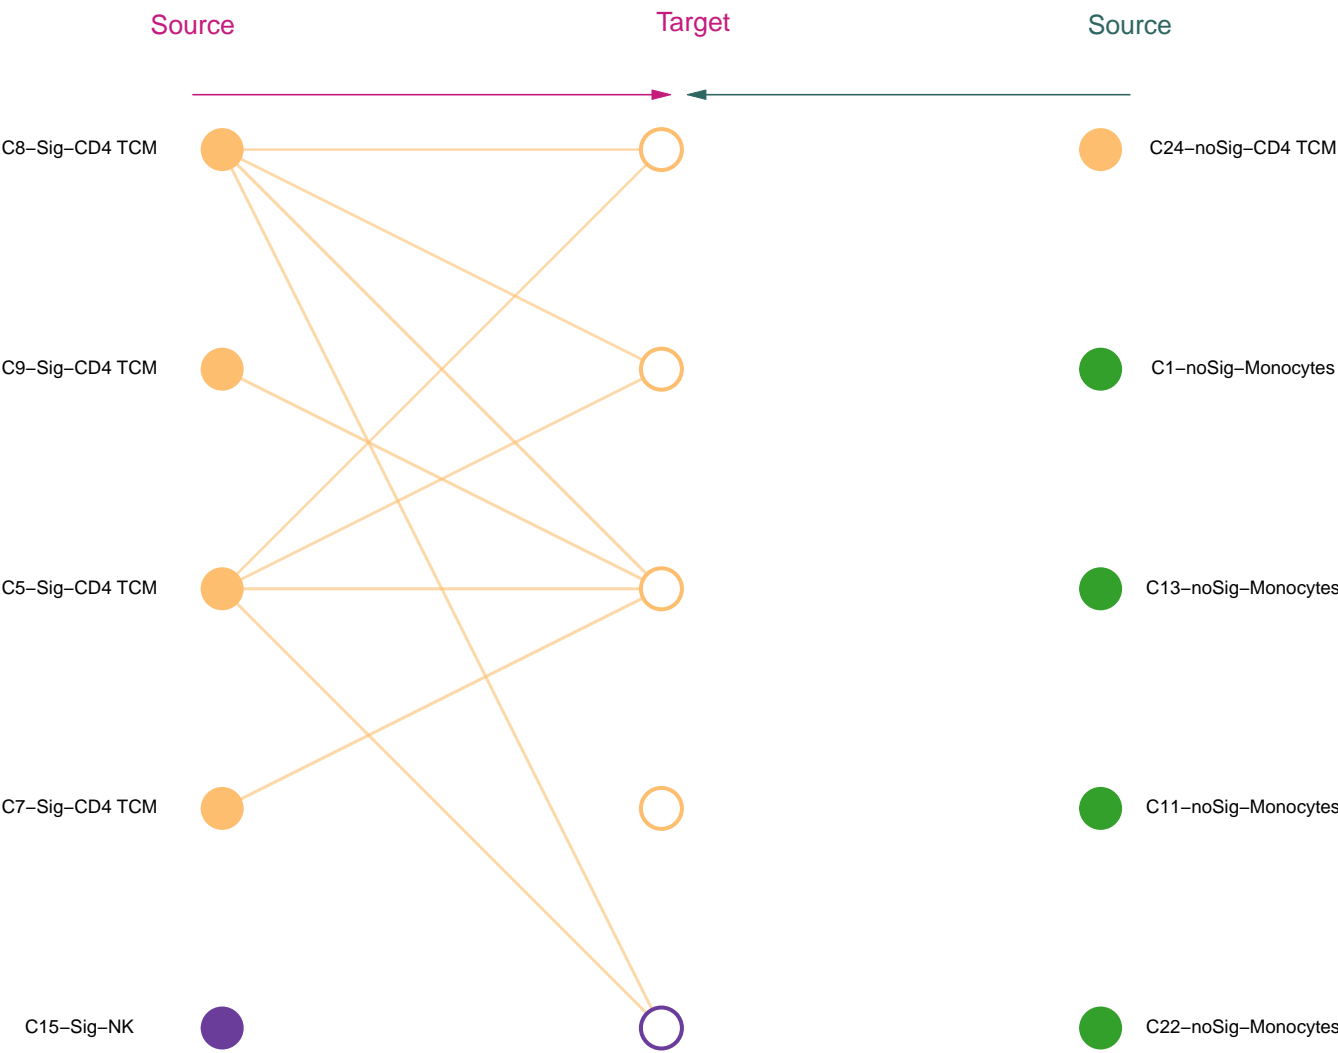 Source
Target
Source
C8−Sig−CD4 TCM
C24−noSig−CD4 TCM
C9−Sig−CD4 TCM
C1−noSig−Monocytes
C5−Sig−CD4 TCM
C13−noSig−Monocytes
C7−Sig−CD4 TCM
C11−noSig−Monocytes
C15−Sig−NK
C22−noSig−Monocytes